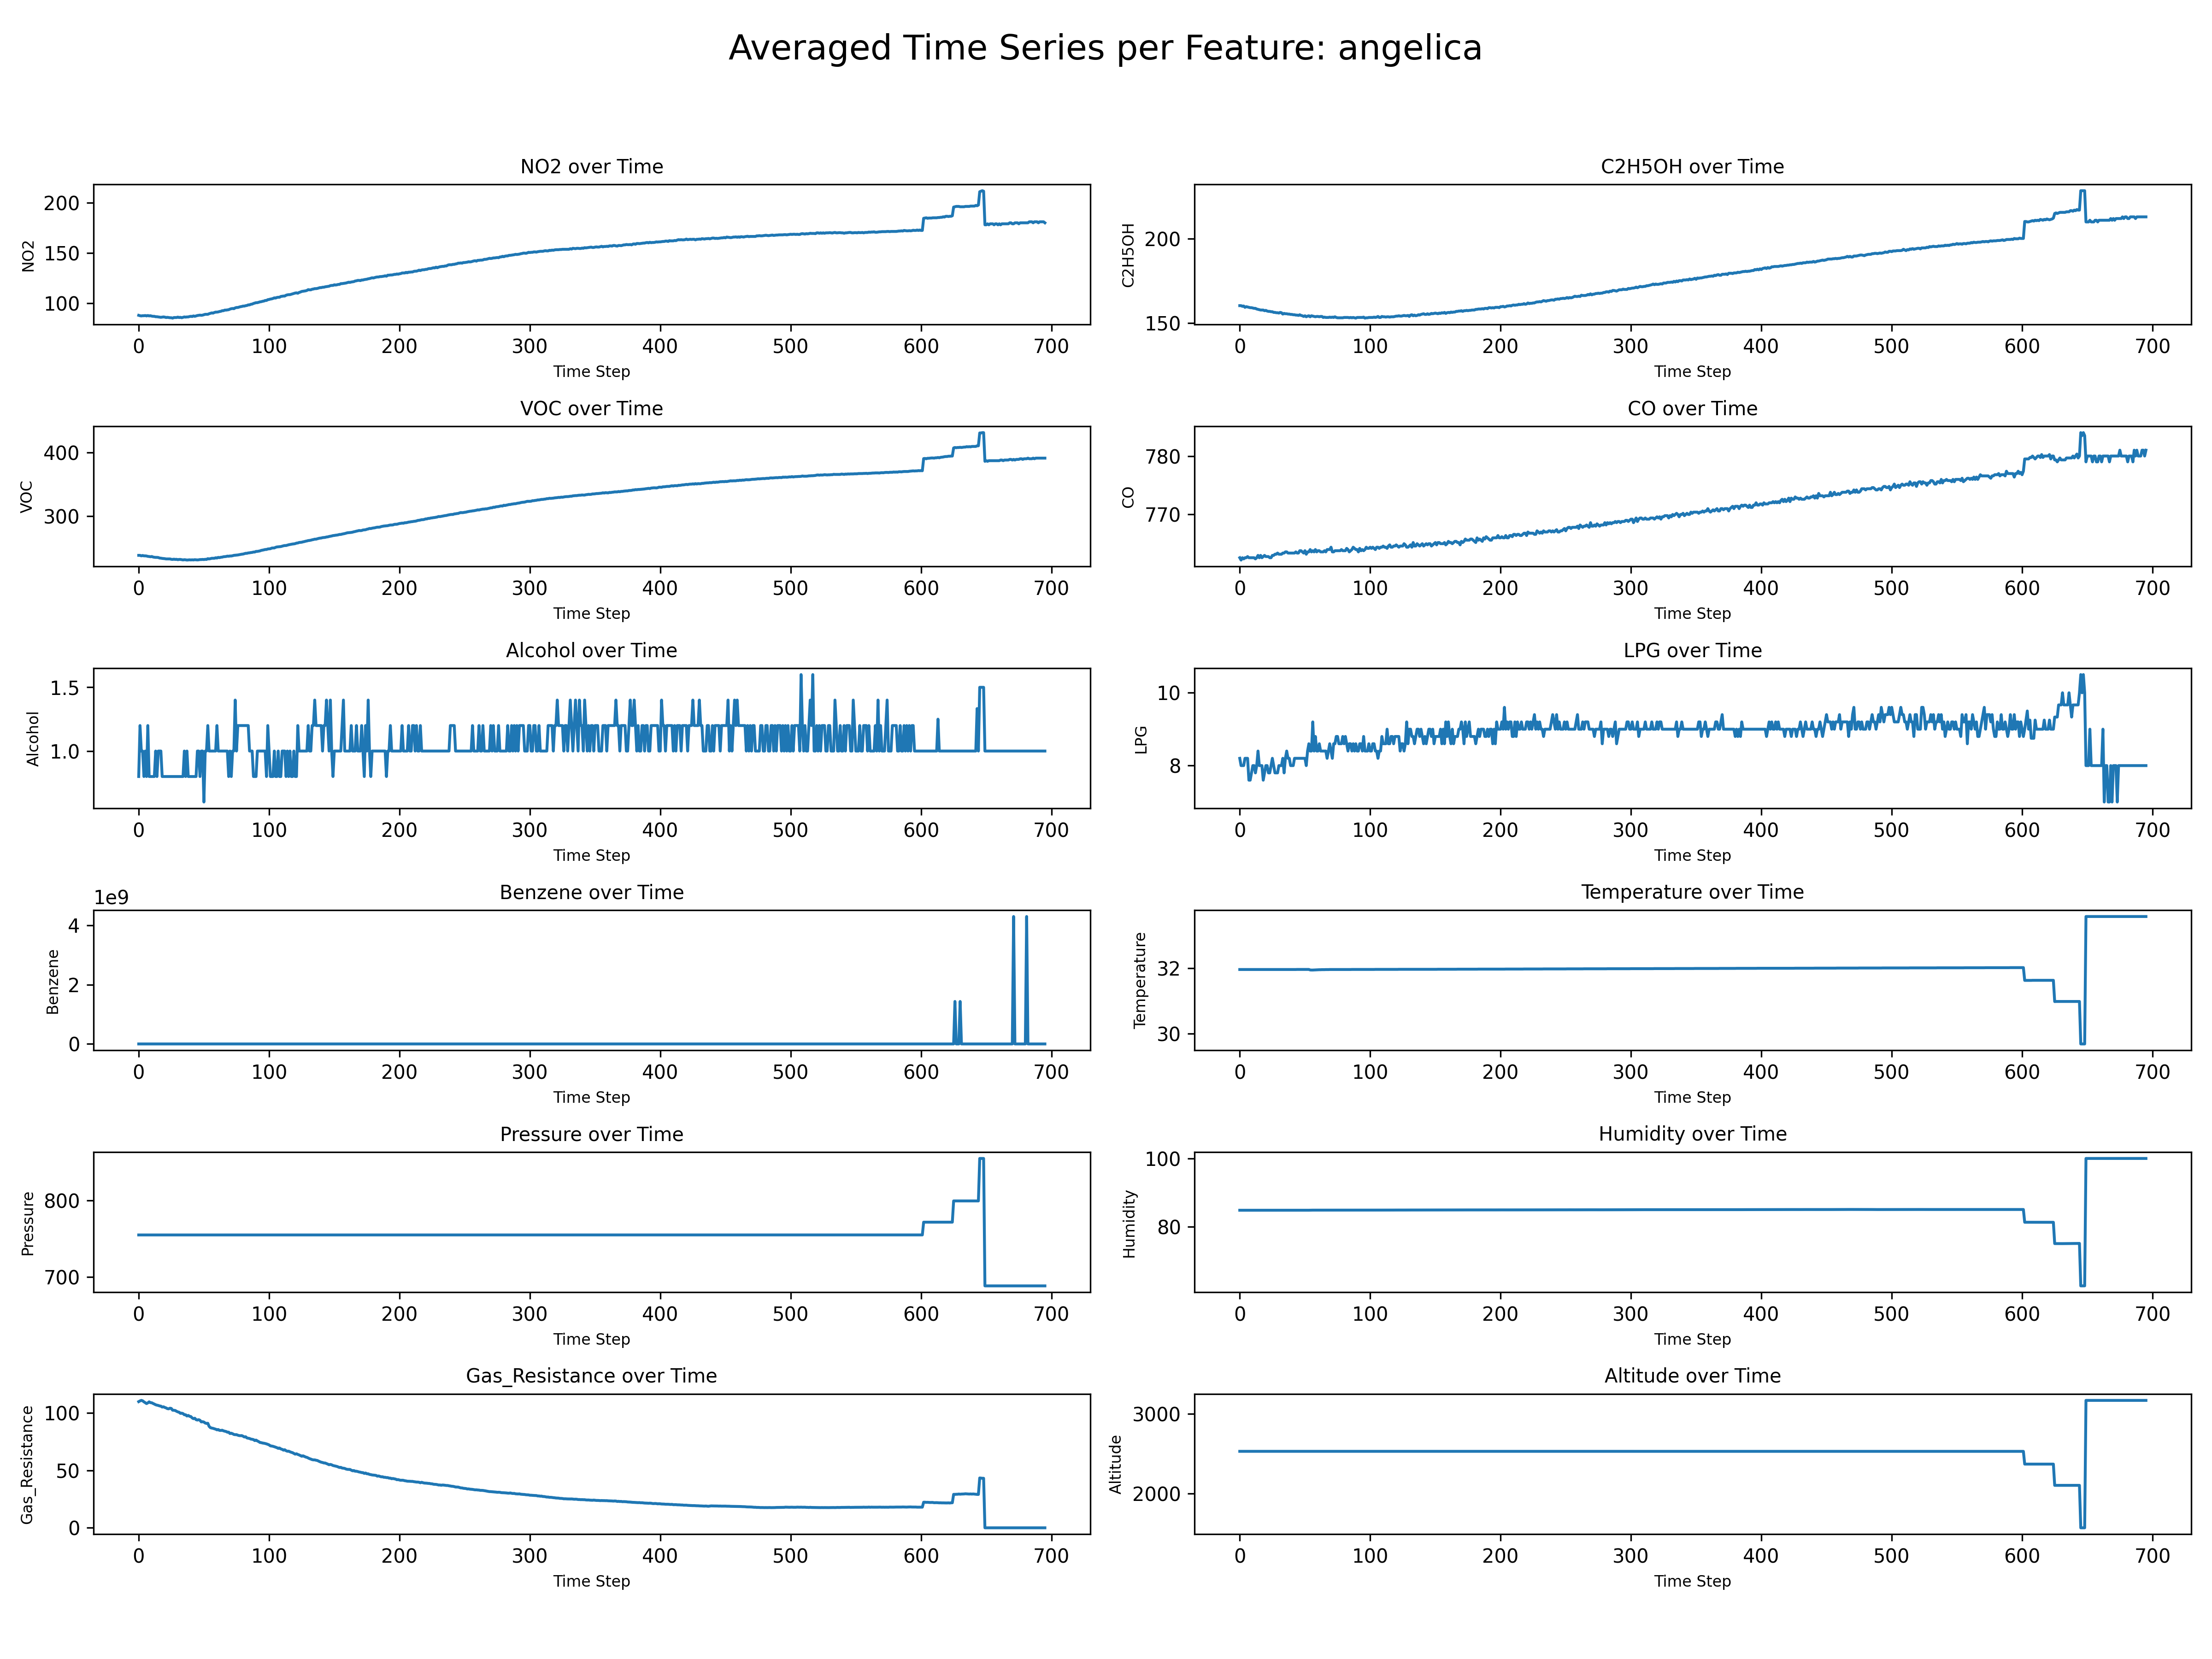 Averaged Time Series per Feature: angelica
NO2 over Time
NO2
200
150
100
0 100 200 300 400 500 600 700
Time Step
C2H5OH over Time
C2H5OH
200
150
0 100 200 300 400 500 600 700
Time Step
VOC over Time
VOC
400
300
0 100 200 300 400 500 600 700
Time Step
CO over Time
CO
780
770
0 100 200 300 400 500 600 700
Time Step
Alcohol over Time
Alcohol
1.5
1.0
0 100 200 300 400 500 600 700
Time Step
LPG over Time
LPG
10
8
0 100 200 300 400 500 600 700
Time Step
Benzene over Time
1e9
Benzene
4
2
0
0 100 200 300 400 500 600 700
Time Step
Temperature over Time
Temperature
32
30
0 100 200 300 400 500 600 700
Time Step
Pressure over Time
Pressure
800
700
0 100 200 300 400 500 600 700
Time Step
Humidity over Time
Humidity
100
80
0 100 200 300 400 500 600 700
Time Step
Gas_Resistance over Time
Gas_Resistance
100
50
0
0 100 200 300 400 500 600 700
Time Step
Altitude over Time
Altitude
3000
2000
0 100 200 300 400 500 600 700
Time Step